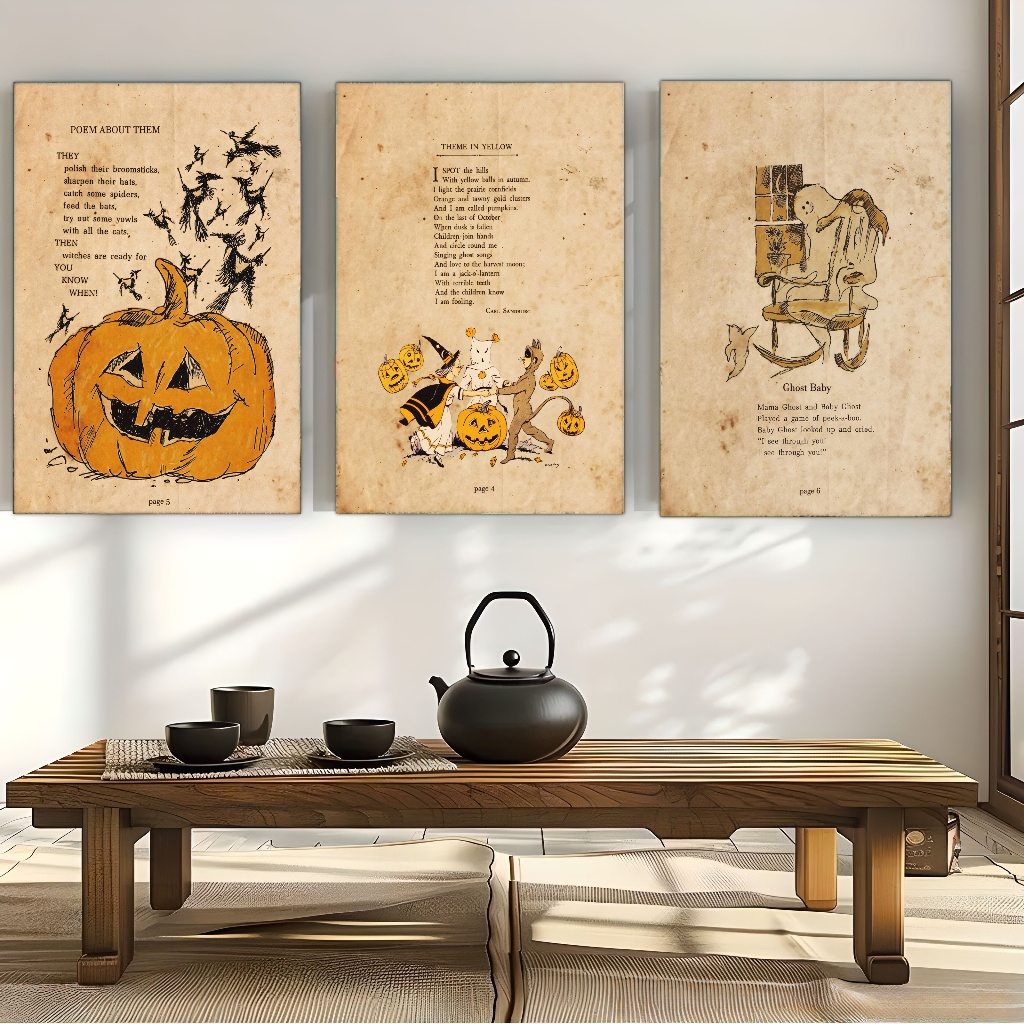 POEM ABOUT THEM
THEY
polish their broomsticks,
sharpen their hats,
catch some spiders,
feed the bats,
try out some yowls
with all the cats,
THEN
witches are ready for
YOU
KNOW
WHEN!
page 5
THEME IN YELLOW
I SPOT the hills
With yellow balls in autumn.
I light the prairie cornfields
Orange and tawny gold clusters
And I am called pumpkins.
On the last of October
When dusk is fallen
Children join hands
And circle round me
Singing ghost songs
And love to the harvest moon;
I am a jack-o'-lantern
With terrible teeth
And the children know
I am fooling.
CARL SANDBURG
page 4
Ghost Baby
Mama Ghost and Baby Ghost
Played a game of peek-a-boo.
Baby Ghost looked up and cried,
"I see through you
see through you!"
page 6